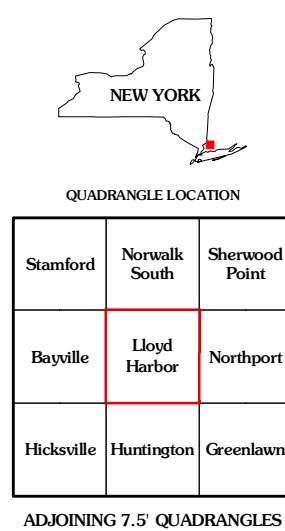 NEW YORK
QUADRANGLE LOCATION
Stamford
Norwalk
South
Sherwood
Point
Bayville
Lloyd
Harbor
Northport
Hicksville
Huntington
Greenlawn
ADJOINING 7.5' QUADRANGLES